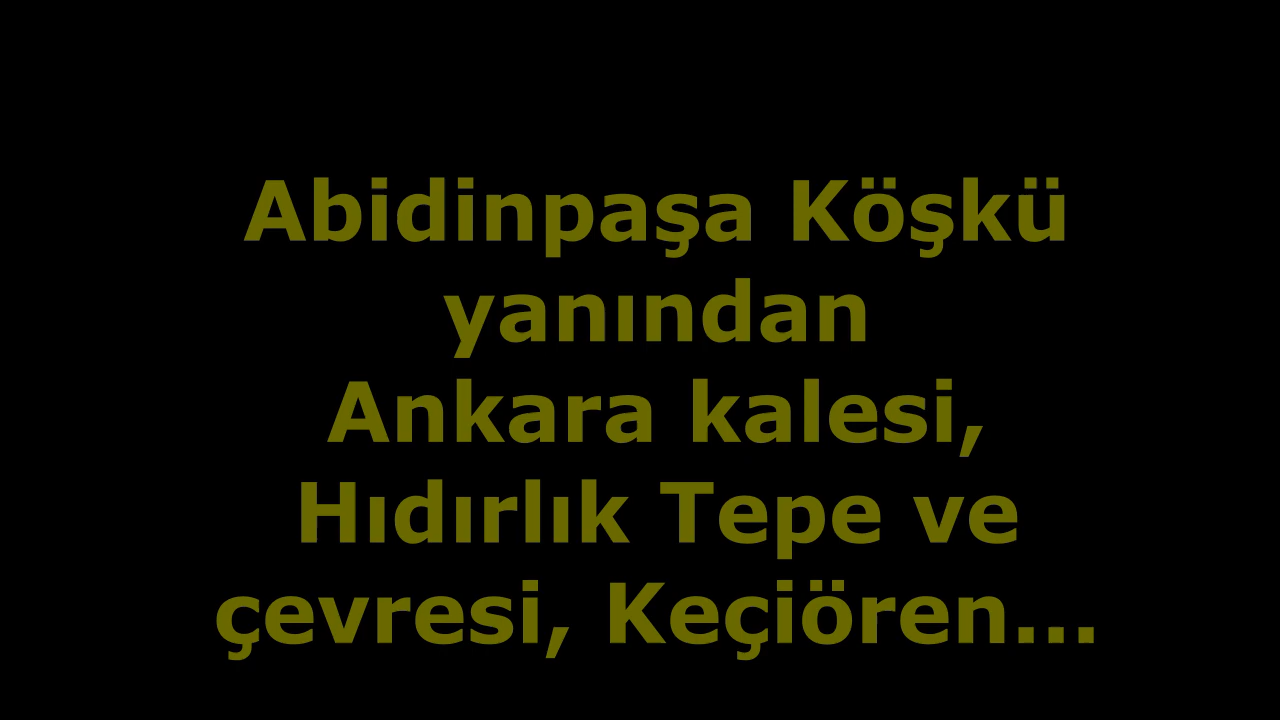 Abidinpaşa Köşkü
yanından
Ankara kalesi,
Hıdırlık Tepe ve
çevresi, Keçiören...